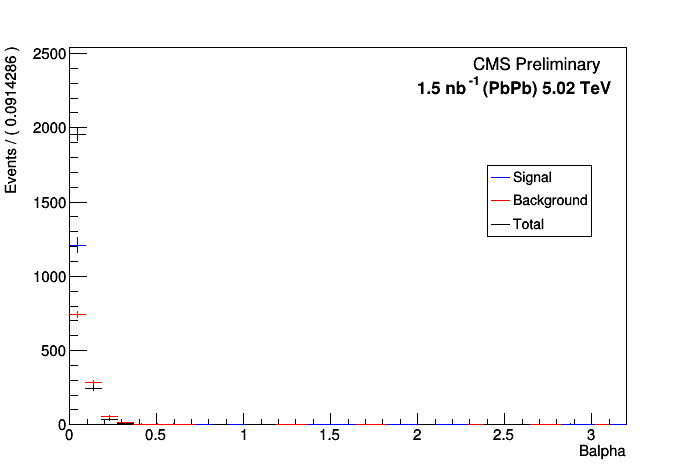 CMS Preliminary
1.5 nb⁻¹ (PbPb) 5.02 TeV
Events / ( 0.0914286 )
2500
2000
1500
1000
500
0
Signal
Background
Total
0 0.5 1 1.5 2 2.5 3
Balpha